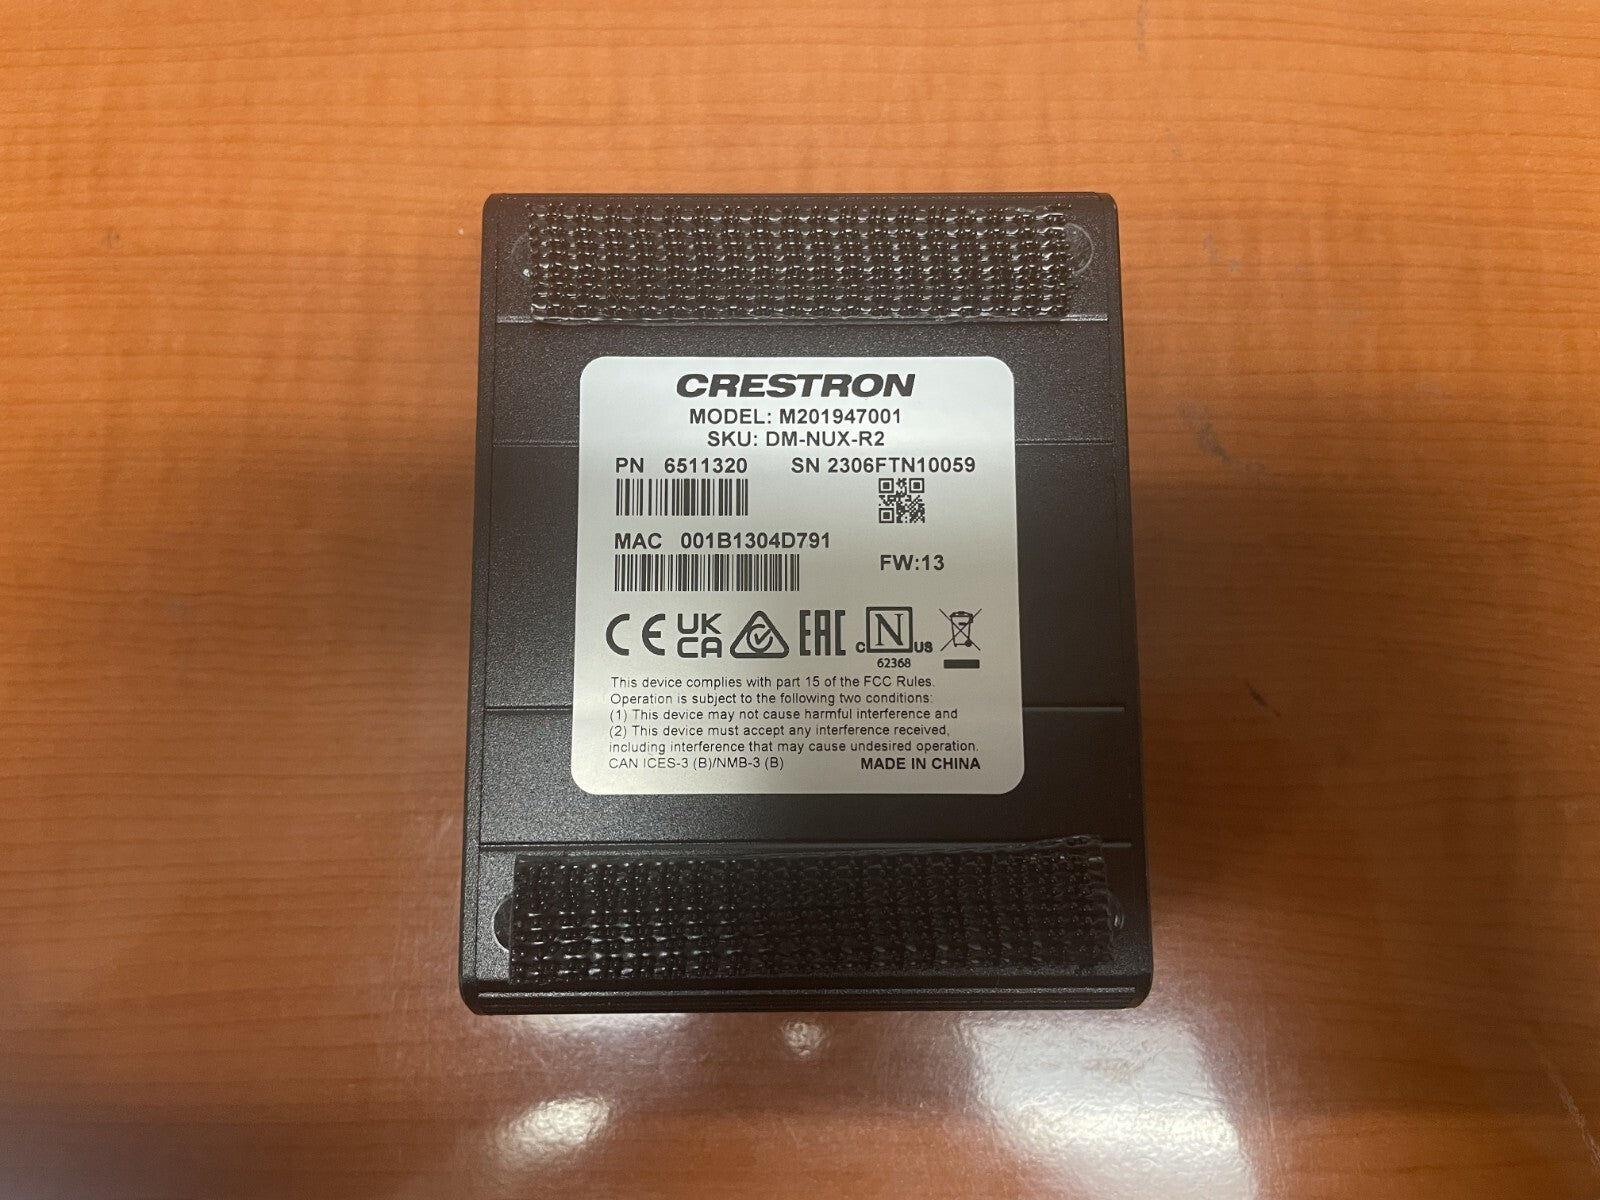 CRESTRON
MODEL: M201947001
SKU: DM-NUX-R2
PN 6511320 SN 2306FTN10059
MAC 001B1304D791
FW:13
CE UK CA EAC C N US
62368
This device complies with part 15 of the FCC Rules.
Operation is subject to the following two conditions:
(1) This device may not cause harmful interference and
(2) This device must accept any interference received,
including interference that may cause undesired operation.
CAN ICES-3 (B)/NMB-3 (B) MADE IN CHINA